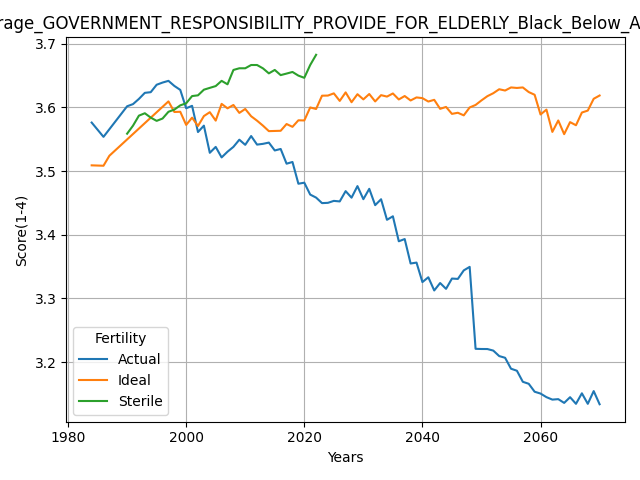 rage_GOVERNMENT_RESPONSIBILITY_PROVIDE_FOR_ELDERLY_Black_Below_A
3.7
3.6
3.5
3.4
3.3
3.2
Score(1-4)
Fertility
Actual
Ideal
Sterile
1980
2000
2020
2040
2060
Years